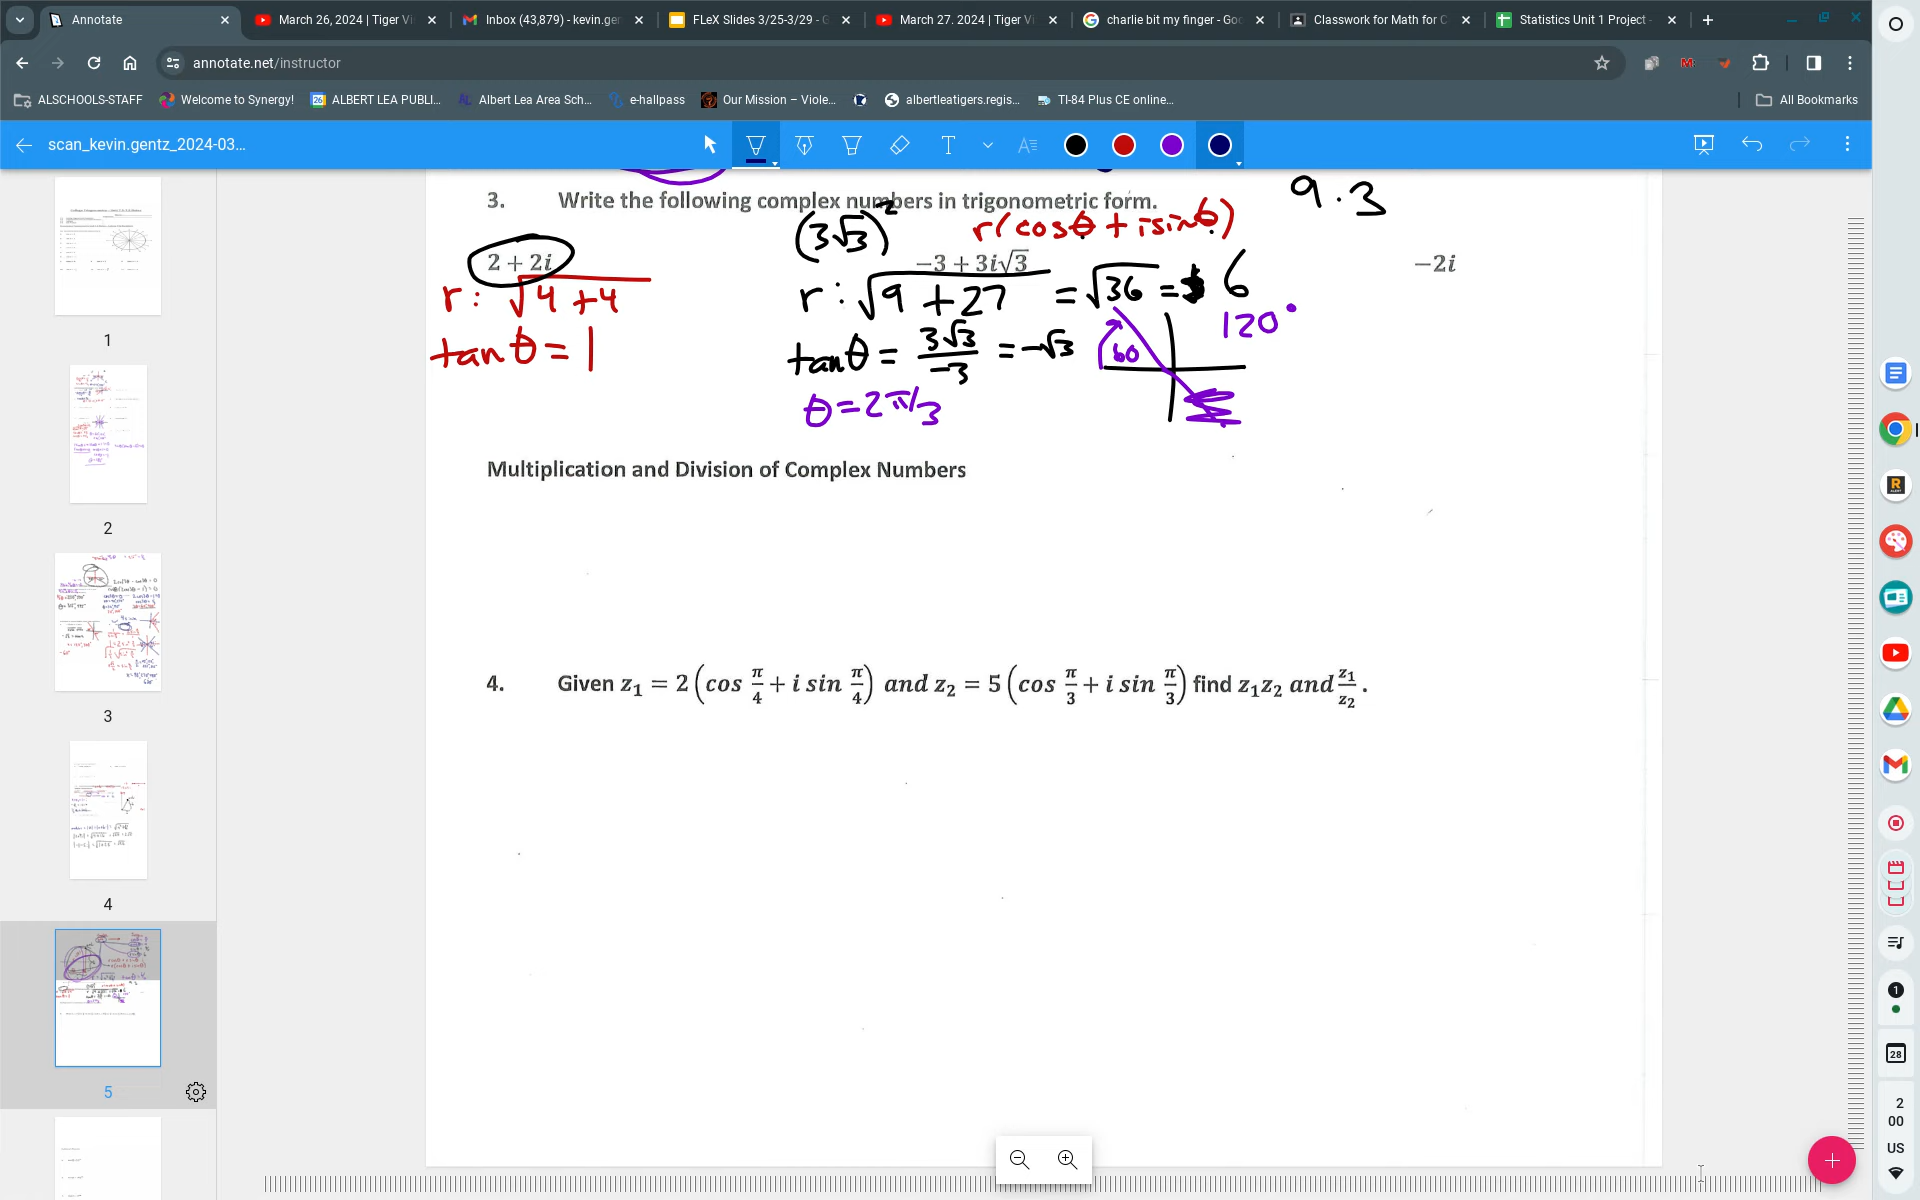 Annotate
March 26, 2024 | Tiger Vi
Inbox (43,879) - kevin.ger
FLeX Slides 3/25-3/29 - G
March 27. 2024 | Tiger Vi
charlie bit my finger - Goo
Classwork for Math for C
Statistics Unit 1 Project -
annotate.net/instructor
ALSCHOOLS-STAFF
Welcome to Synergy!
26
ALBERT LEA PUBLI...
Albert Lea Area Sch...
e-hallpass
Our Mission – Viole...
albertleatigers.regis...
TI-84 Plus CE online...
All Bookmarks
scan_kevin.gentz_2024-03...
3. Write the following complex numbers in trigonometric form.
9 · 3
(3√3)²
r(cosθ + isinθ)
2 + 2i
−3 + 3i√3
−2i
r: √4 + 4
r: √9 + 27 = √36 = 6
120°
tan θ = 1
tanθ = 3√3/−3 = −√3
60
θ = 2π/3
Multiplication and Division of Complex Numbers
4. Given z₁ = 2 (cos π/4 + i sin π/4) and z₂ = 5 (cos π/3 + i sin π/3) find z₁z₂ and z₁/z₂ .
1
2
3
4
5
1
28
2
00
US